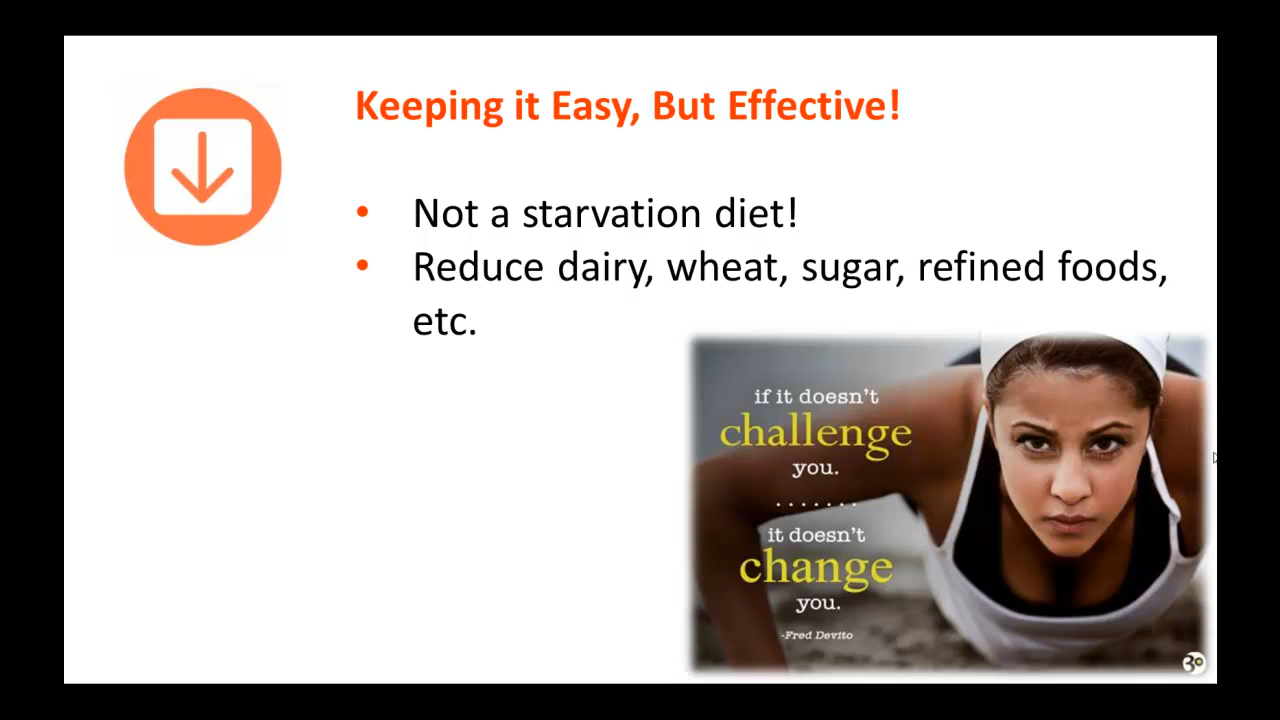 Keeping it Easy, But Effective!
• Not a starvation diet!
• Reduce dairy, wheat, sugar, refined foods,
etc.
if it doesn't
challenge
you.
.......
it doesn't
change
you.
-Fred Devito
3°